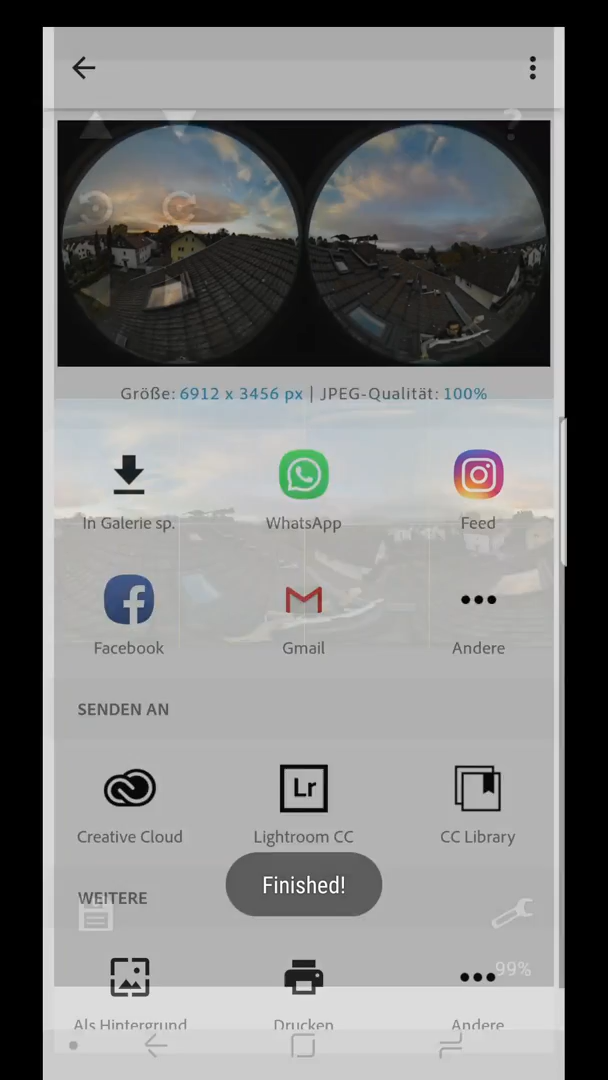 ?
Größe: 6912 x 3456 px | JPEG-Qualität: 100%
In Galerie sp. WhatsApp Feed
Facebook Gmail Andere
SENDEN AN
Lr
Creative Cloud Lightroom CC CC Library
Finished!
WEITERE
99%
Als Hintergrund Drucken Andere